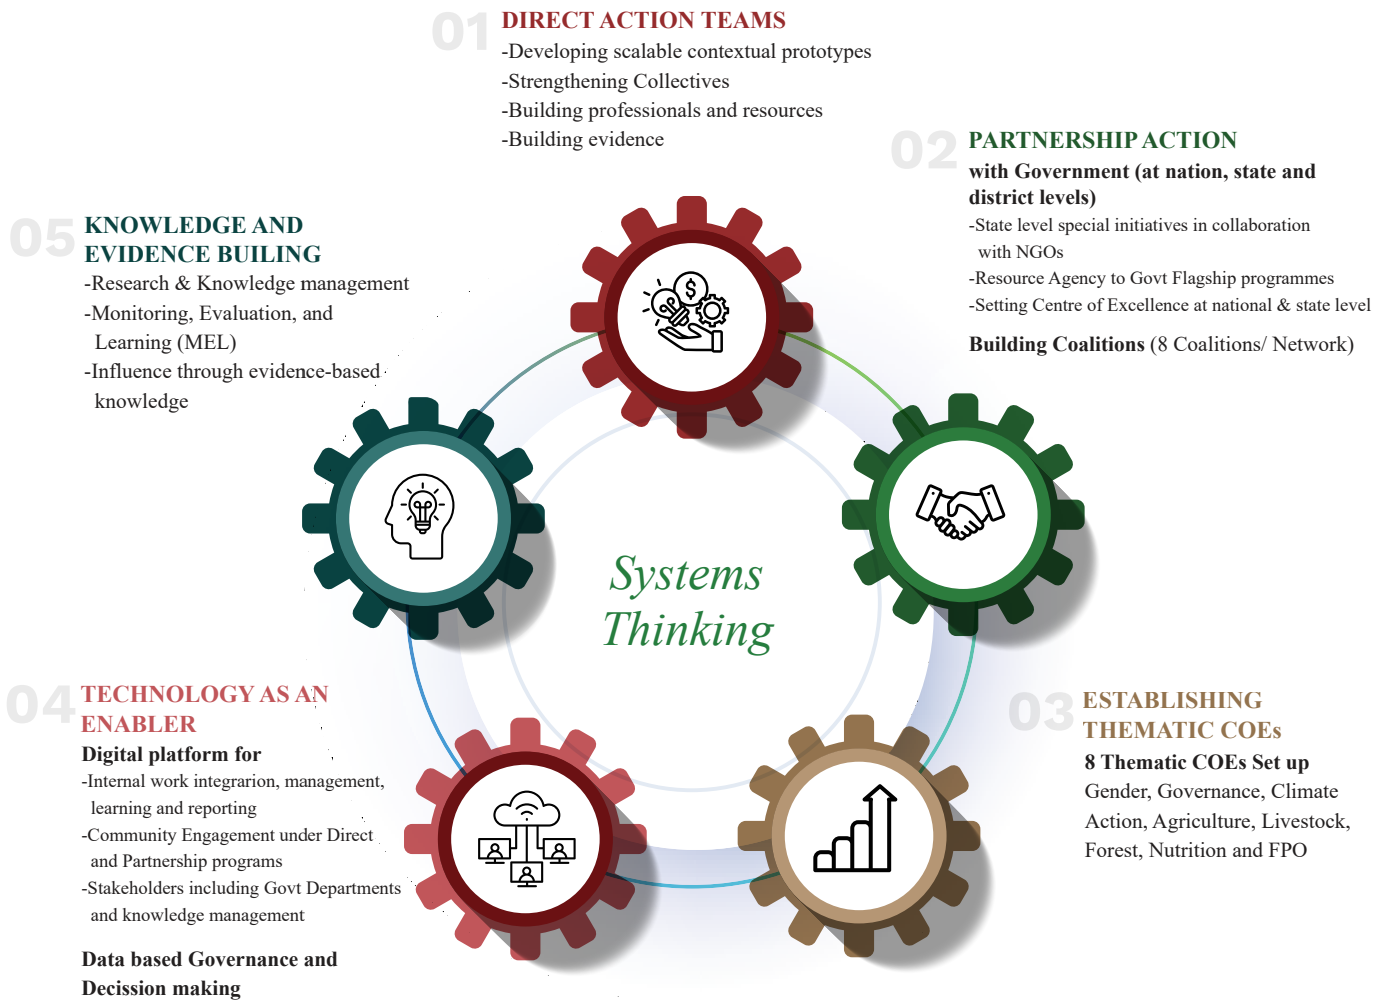 01
DIRECT ACTION TEAMS
-Developing scalable contextual prototypes
-Strengthening Collectives
-Building professionals and resources
-Building evidence
02
PARTNERSHIP ACTION
with Government (at nation, state and
district levels)
-State level special initiatives in collaboration
with NGOs
-Resource Agency to Govt Flagship programmes
-Setting Centre of Excellence at national & state level
Building Coalitions (8 Coalitions/ Network)
03
ESTABLISHING
THEMATIC COEs
8 Thematic COEs Set up
Gender, Governance, Climate
Action, Agriculture, Livestock,
Forest, Nutrition and FPO
04
TECHNOLOGY AS AN
ENABLER
Digital platform for
-Internal work integrarion, management,
learning and reporting
-Community Engagement under Direct
and Partnership programs
-Stakeholders including Govt Departments
and knowledge management
Data based Governance and
Decission making
05
KNOWLEDGE AND
EVIDENCE BUILING
-Research & Knowledge management
-Monitoring, Evaluation, and
Learning (MEL)
-Influence through evidence-based
knowledge
Systems
Thinking
$